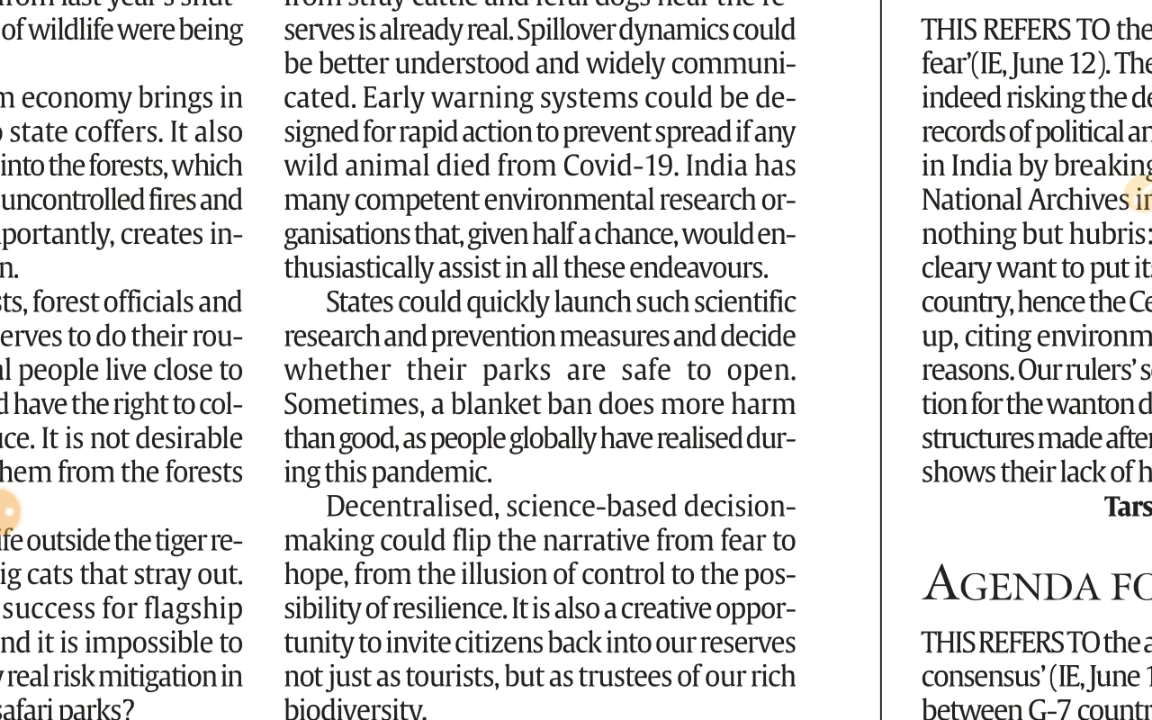 of wildlife were being
economy brings in
state coffers. It also
into the forests, which
uncontrolled fires and
portantly, creates in-
n.
ts, forest officials and
erves to do their rou-
al people live close to
have the right to col-
uce. It is not desirable
hem from the forests
ife outside the tiger re-
ig cats that stray out.
success for flagship
nd it is impossible to
real risk mitigation in
safari parks?
serves is already real. Spillover dynamics could
be better understood and widely communi-
cated. Early warning systems could be de-
signed for rapid action to prevent spread if any
wild animal died from Covid-19. India has
many competent environmental research or-
ganisations that, given half a chance, would en-
thusiastically assist in all these endeavours.
States could quickly launch such scientific
research and prevention measures and decide
whether their parks are safe to open.
Sometimes, a blanket ban does more harm
than good, as people globally have realised dur-
ing this pandemic.
Decentralised, science-based decision-
making could flip the narrative from fear to
hope, from the illusion of control to the pos-
sibility of resilience. It is also a creative oppor-
tunity to invite citizens back into our reserves
not just as tourists, but as trustees of our rich
biodiversity.
THIS REFERS TO the
fear' (IE, June 12). The
indeed risking the de
records of political an
in India by breaking
National Archives in
nothing but hubris:
cleary want to put its
country, hence the Ce
up, citing environm
reasons. Our rulers' s
tion for the wanton d
structures made after
shows their lack of h
Tars
AGENDA FO
THIS REFERS TO the a
consensus' (IE, June 1
between G-7 countr